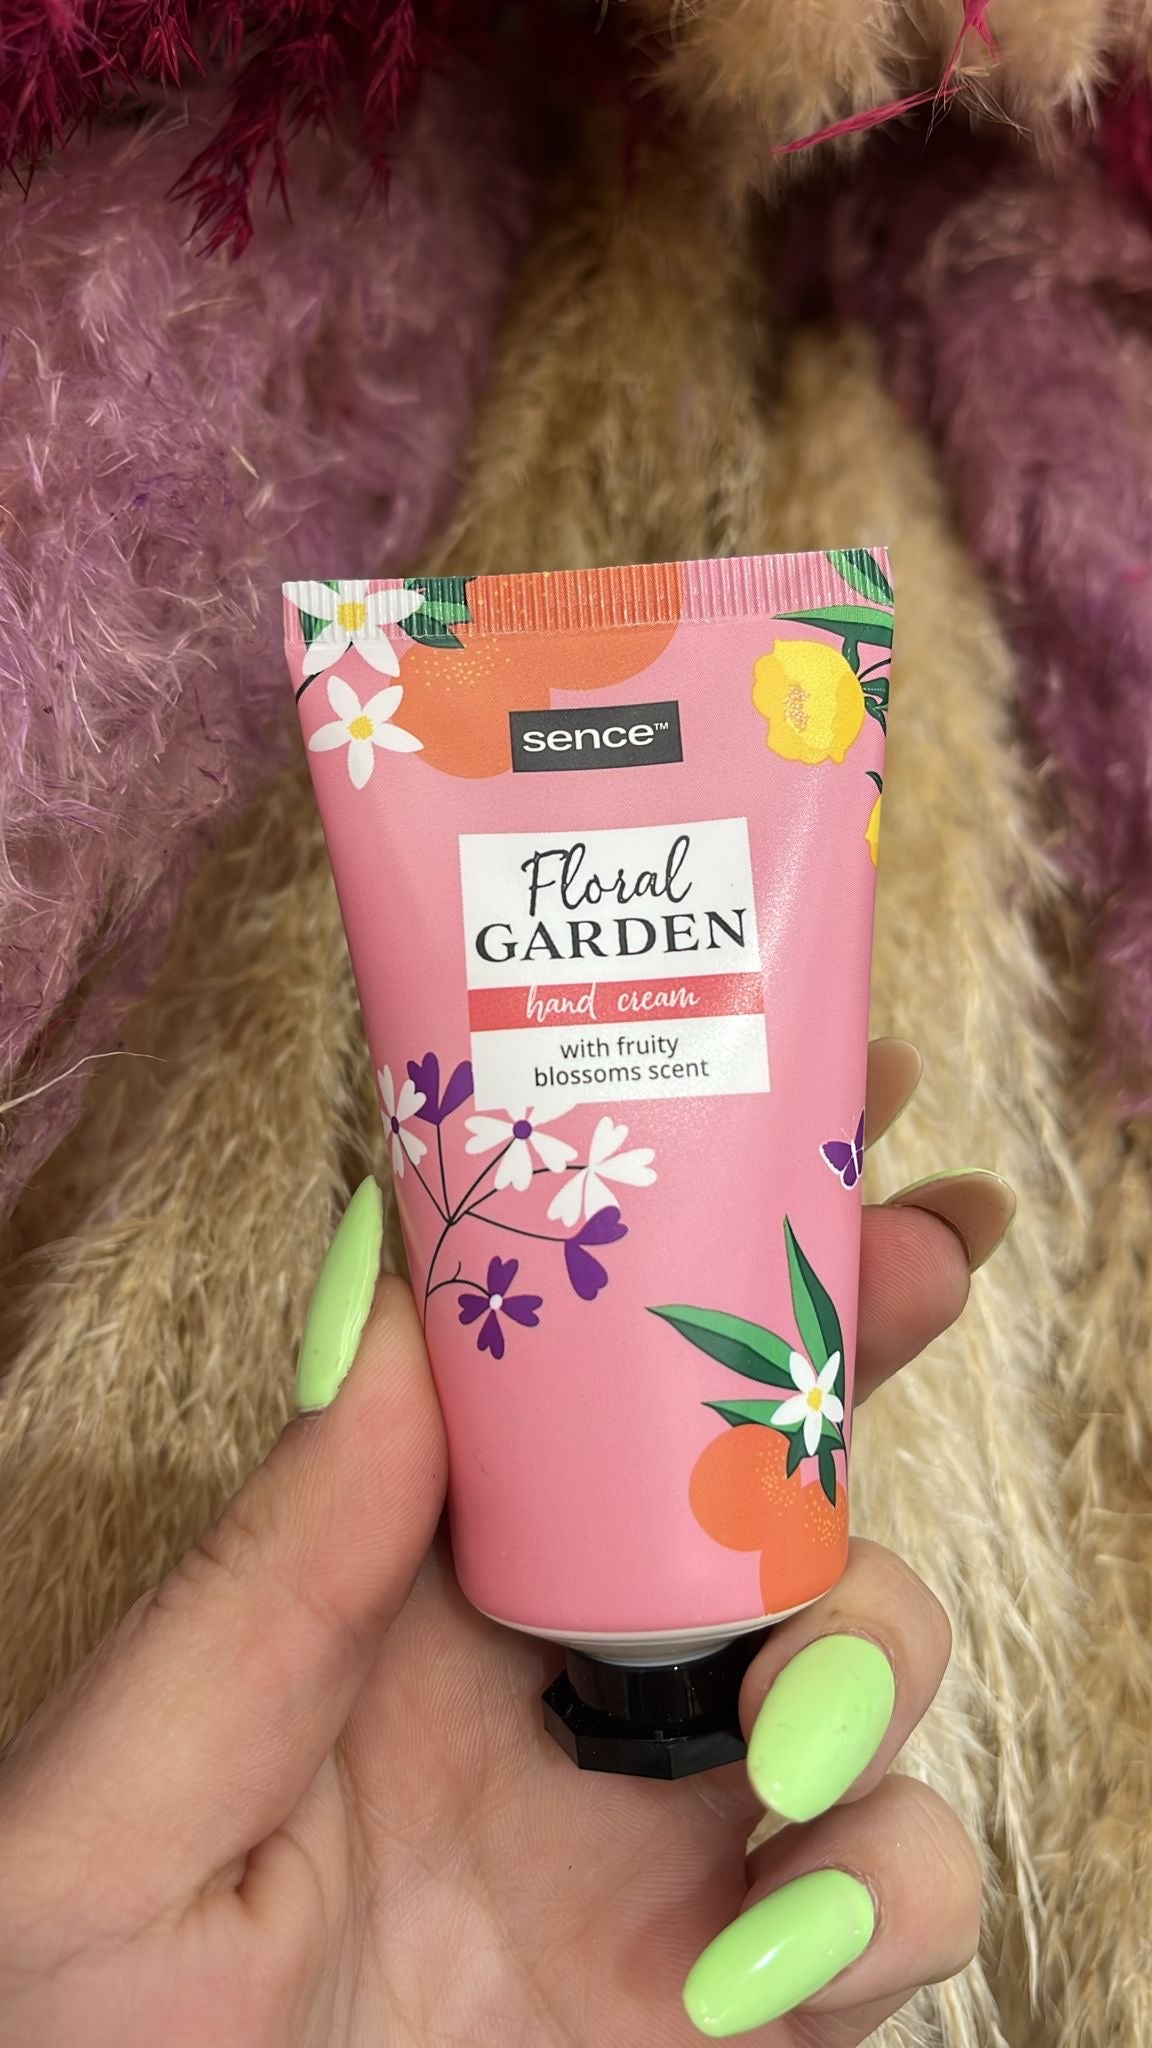 sence™
Floral
GARDEN
hand cream
with fruity
blossoms scent